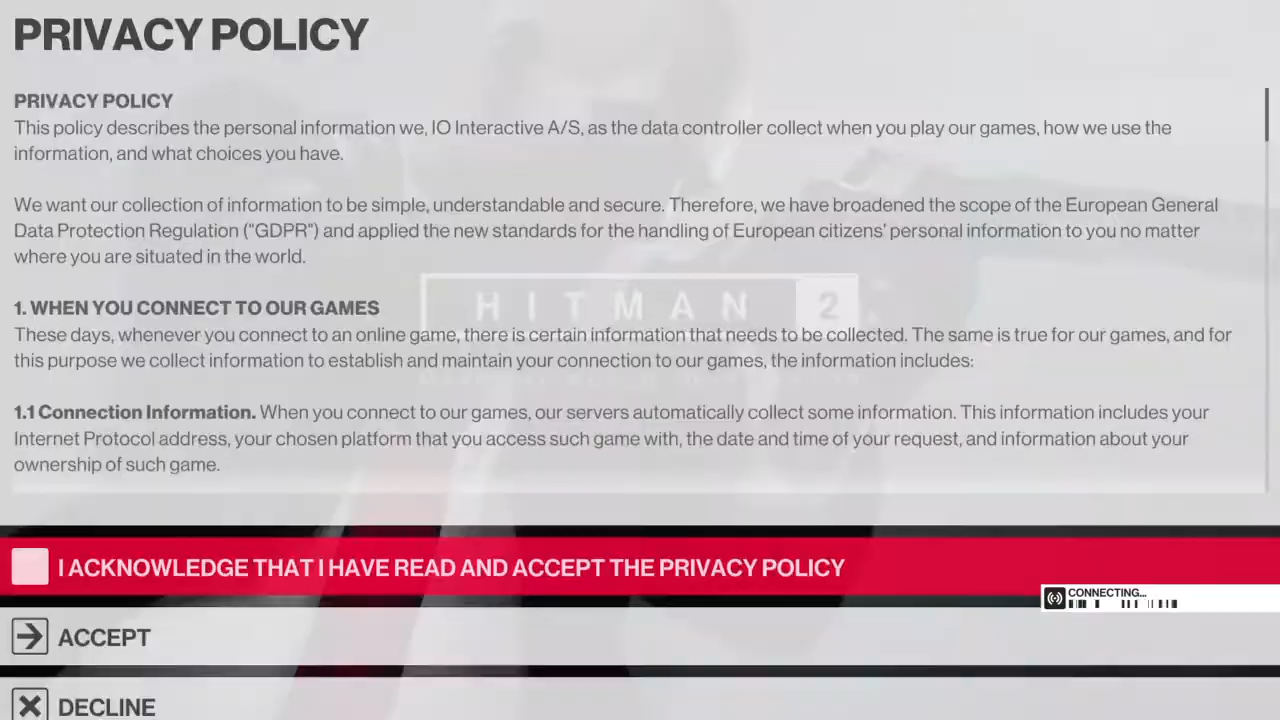 PRIVACY POLICY
PRIVACY POLICY
This policy describes the personal information we, IO Interactive A/S, as the data controller collect when you play our games, how we use the
information, and what choices you have.
We want our collection of information to be simple, understandable and secure. Therefore, we have broadened the scope of the European General
Data Protection Regulation ("GDPR") and applied the new standards for the handling of European citizens' personal information to you no matter
where you are situated in the world.
HITMAN 2
1. WHEN YOU CONNECT TO OUR GAMES
These days, whenever you connect to an online game, there is certain information that needs to be collected. The same is true for our games, and for
this purpose we collect information to establish and maintain your connection to our games, the information includes:
1.1 Connection Information. When you connect to our games, our servers automatically collect some information. This information includes your
Internet Protocol address, your chosen platform that you access such game with, the date and time of your request, and information about your
ownership of such game.
I ACKNOWLEDGE THAT I HAVE READ AND ACCEPT THE PRIVACY POLICY
CONNECTING...
ACCEPT
DECLINE